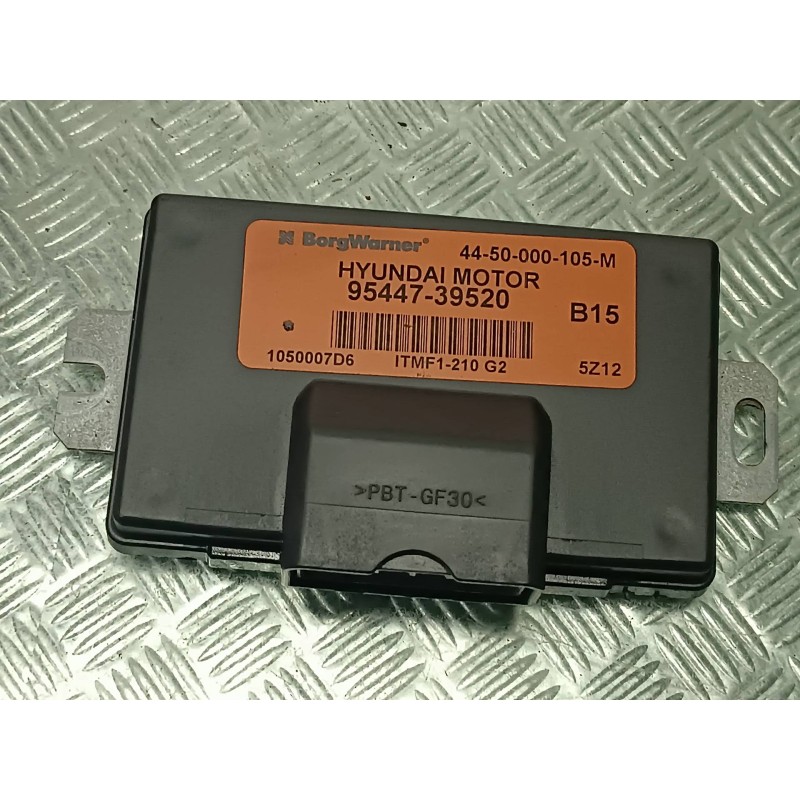 BorgWarner® 44-50-000-105-M
HYUNDAI MOTOR
95447-39520
B15
1050007D6 ITMF1-210 G2 5Z12
>PBT-GF30<